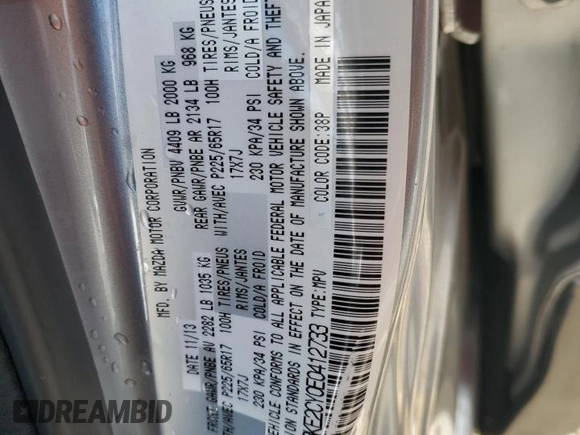 MFD. BY MAZDA MOTOR CORPORATION
DATE 11/13
GVWR/PNBV 4409 LB 2000 KG
FRONT GAWR/PNBE AV 2282 LB 1035 KG
REAR GAWR/PNBE AR 2134 LB 968 KG
WITH/AVEC P225/65R17 100H TIRES/PNEUS
WITH/AVEC P225/65R17 100H TIRES/PNEUS
17X7J RIMS/JANTES
17X7J RIMS/JANTES
230 KPA/34 PSI COLD/A FROID
230 KPA/34 PSI COLD/A FROID
VEHICLE CONFORMS TO ALL APPLICABLE FEDERAL MOTOR VEHICLE SAFETY AND THEFT
STANDARDS IN EFFECT ON THE DATE OF MANUFACTURE SHOWN ABOVE.
KE2CY0E0412733 TYPE:MPV
COLOR CODE:38P MADE IN JAPAN
EPICBID